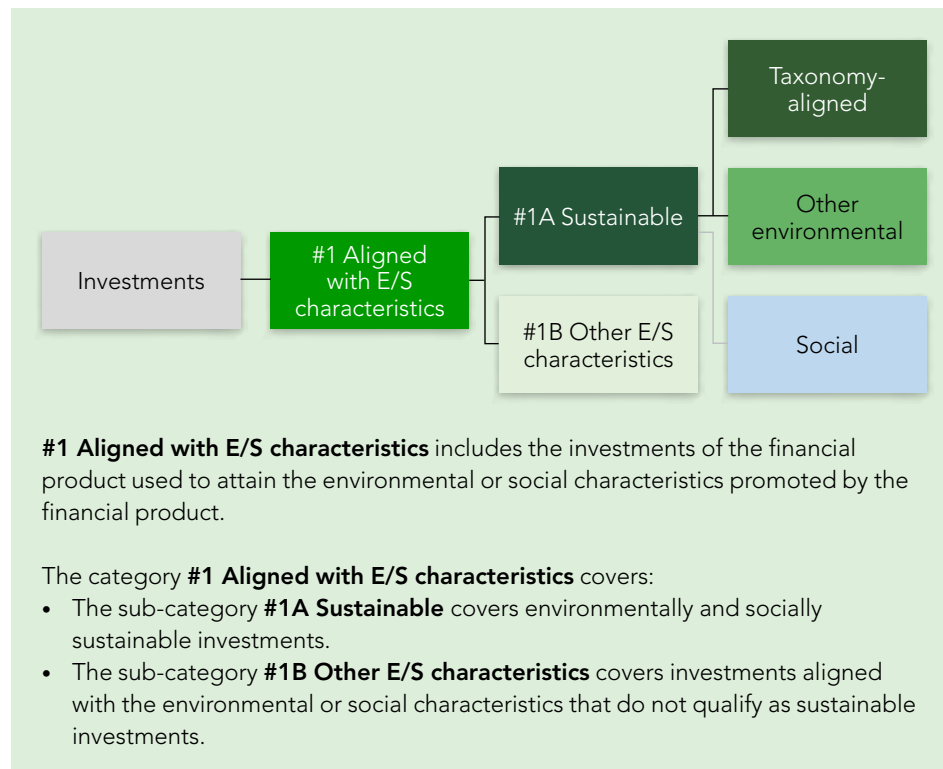 Taxonomy-
aligned
#1A Sustainable
Other
environmental
Investments
#1 Aligned
with E/S
characteristics
#1B Other E/S
characteristics
Social
#1 Aligned with E/S characteristics includes the investments of the financial
product used to attain the environmental or social characteristics promoted by the
financial product.
The category #1 Aligned with E/S characteristics covers:
• The sub-category #1A Sustainable covers environmentally and socially
sustainable investments.
• The sub-category #1B Other E/S characteristics covers investments aligned
with the environmental or social characteristics that do not qualify as sustainable
investments.